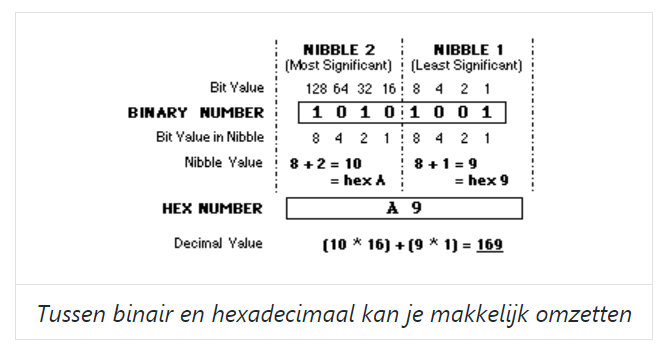 NIBBLE 2 NIBBLE 1
(Most Significant) (Least Significant)
Bit Value 128 64 32 16 8 4 2 1
BINARY NUMBER 1 0 1 0 1 0 0 1
Bit Value in Nibble 8 4 2 1 8 4 2 1
Nibble Value 8 + 2 = 10 8 + 1 = 9
= hex A = hex 9
HEX NUMBER A 9
Decimal Value (10 * 16) + (9 * 1) = 169
Tussen binair en hexadecimaal kan je makkelijk omzetten